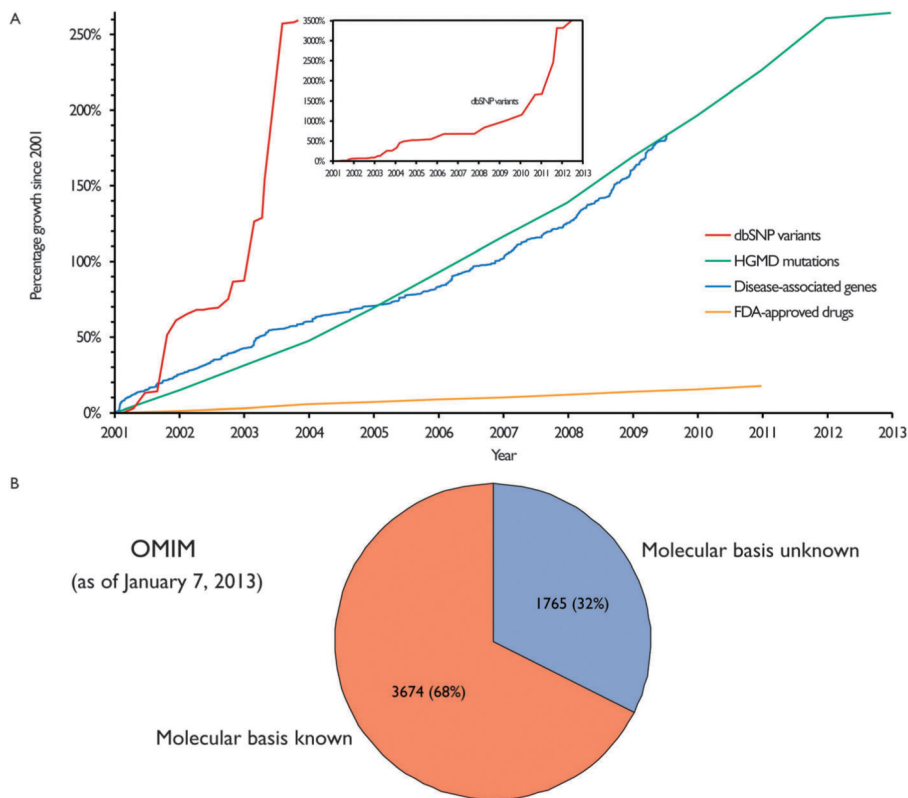 A
Percentage growth since 2001
250%
200%
150%
100%
50%
0%
2001 2002 2003 2004 2005 2006 2007 2008 2009 2010 2011 2012 2013
Year
3500%
3000%
2500%
2000%
1500%
1000%
500%
0%
dbSNP variants
2001 2002 2003 2004 2005 2006 2007 2008 2009 2010 2011 2012 2013
dbSNP variants
HGMD mutations
Disease-associated genes
FDA-approved drugs
B
OMIM
(as of January 7, 2013)
Molecular basis unknown
1765 (32%)
3674 (68%)
Molecular basis known